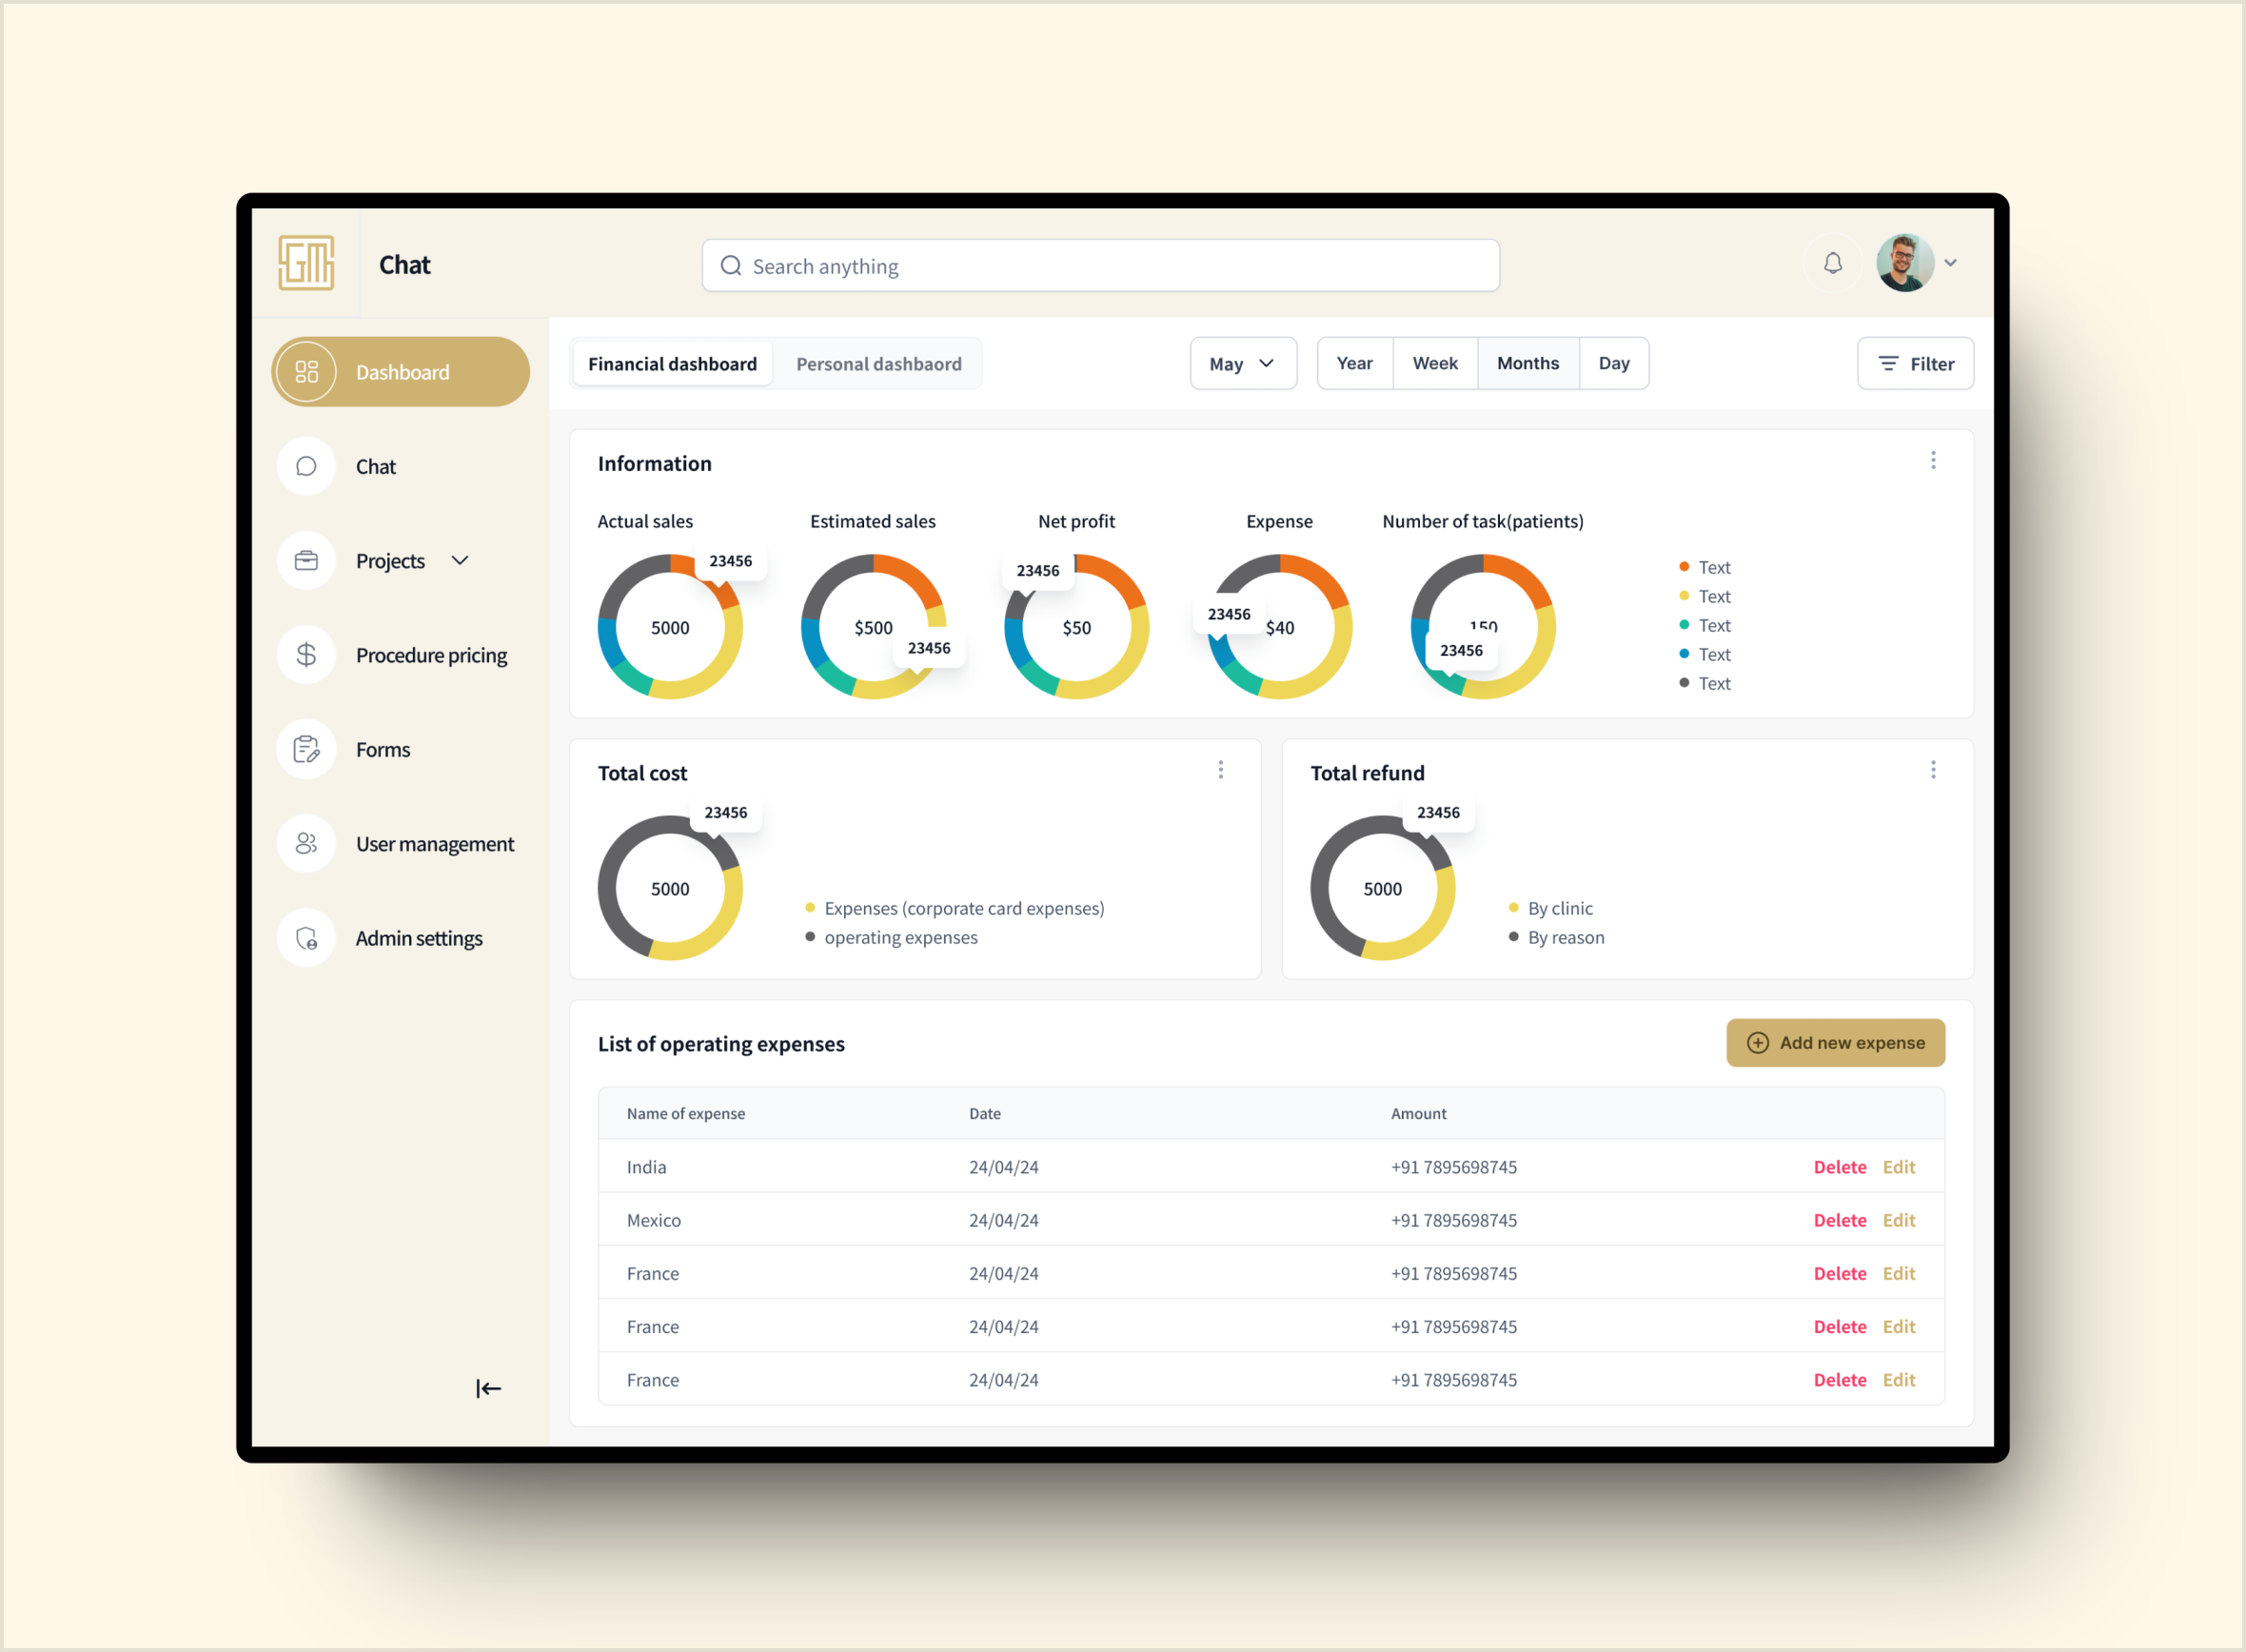 GM
Chat
Search anything
Dashboard
Chat
Projects
Procedure pricing
Forms
User management
Admin settings
Financial dashboard
Personal dashbaord
May
Year
Week
Months
Day
Filter
Information
Actual sales
Estimated sales
Net profit
Expense
Number of task(patients)
23456
5000
23456
$500
23456
$50
23456
$40
23456
150
Text
Text
Text
Text
Text
Total cost
23456
5000
Expenses (corporate card expenses)
operating expenses
Total refund
23456
5000
By clinic
By reason
List of operating expenses
Add new expense
Name of expense Date Amount
India 24/04/24 +91 7895698745 Delete Edit
Mexico 24/04/24 +91 7895698745 Delete Edit
France 24/04/24 +91 7895698745 Delete Edit
France 24/04/24 +91 7895698745 Delete Edit
France 24/04/24 +91 7895698745 Delete Edit